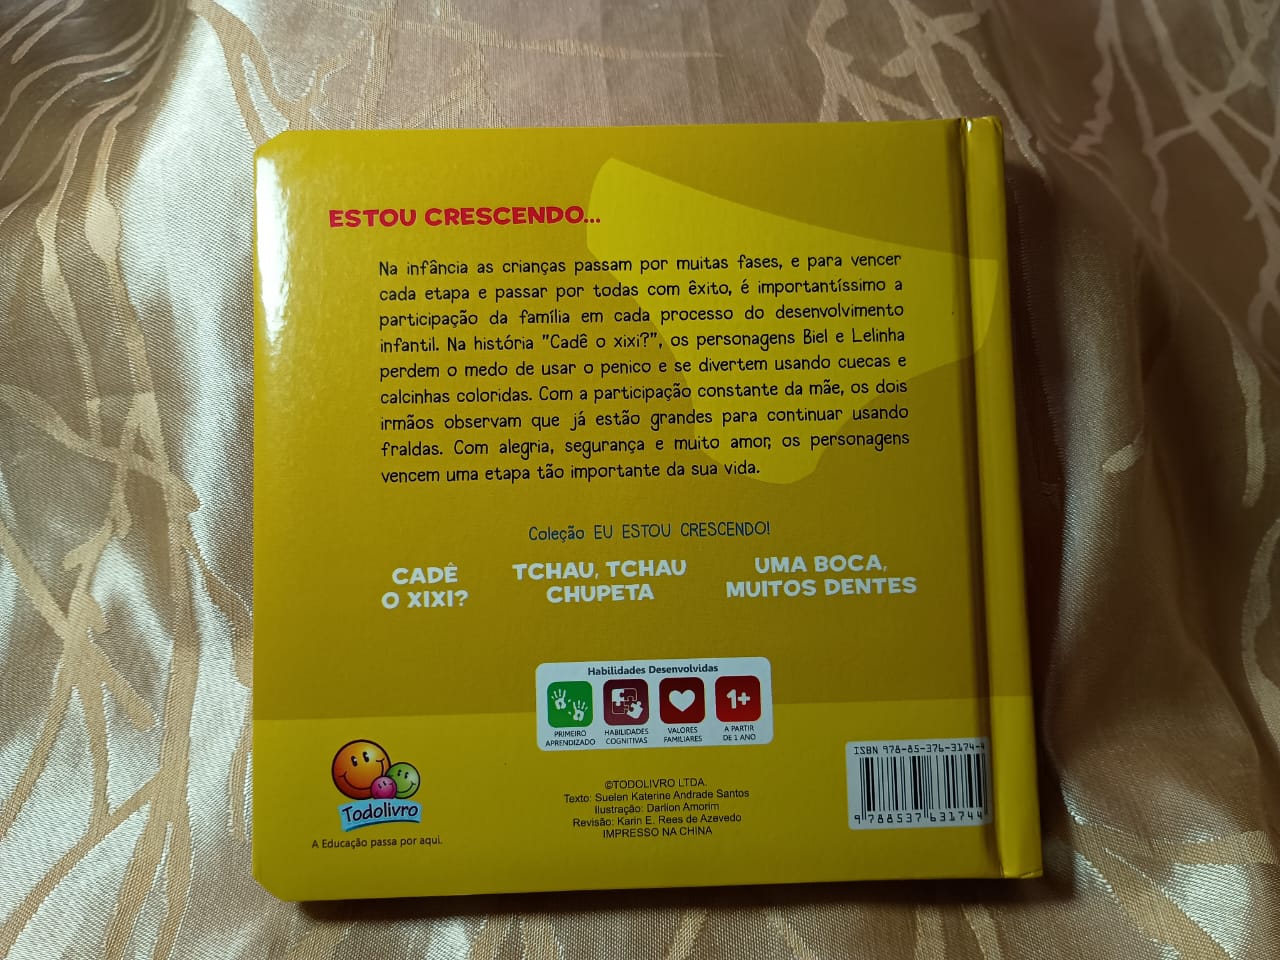 ESTOU CRESCENDO...
Na infância as crianças passam por muitas fases, e para vencer
cada etapa e passar por todas com êxito, é importantíssimo a
participação da família em cada processo do desenvolvimento
infantil. Na história "Cadê o xixi?", os personagens Biel e Lelinha
perdem o medo de usar o penico e se divertem usando cuecas e
calcinhas coloridas. Com a participação constante da mãe, os dois
irmãos observam que já estão grandes para continuar usando
fraldas. Com alegria, segurança e muito amor, os personagens
vencem uma etapa tão importante da sua vida.
Coleção EU ESTOU CRESCENDO!
CADÊ
O XIXI?
TCHAU, TCHAU
CHUPETA
UMA BOCA,
MUITOS DENTES
Habilidades Desenvolvidas
PRIMEIRO
APRENDIZADO
HABILIDADES
COGNITIVAS
VALORES
FAMILIARES
1+
A PARTIR
DE 1 ANO
Todolivro
A Educação passa por aqui.
©TODOLIVRO LTDA.
Texto: Suelen Katerine Andrade Santos
Ilustração: Darlion Amorim
Revisão: Karin E. Rees de Azevedo
IMPRESSO NA CHINA
ISBN 978-85-376-3174-4
9 788537 631744